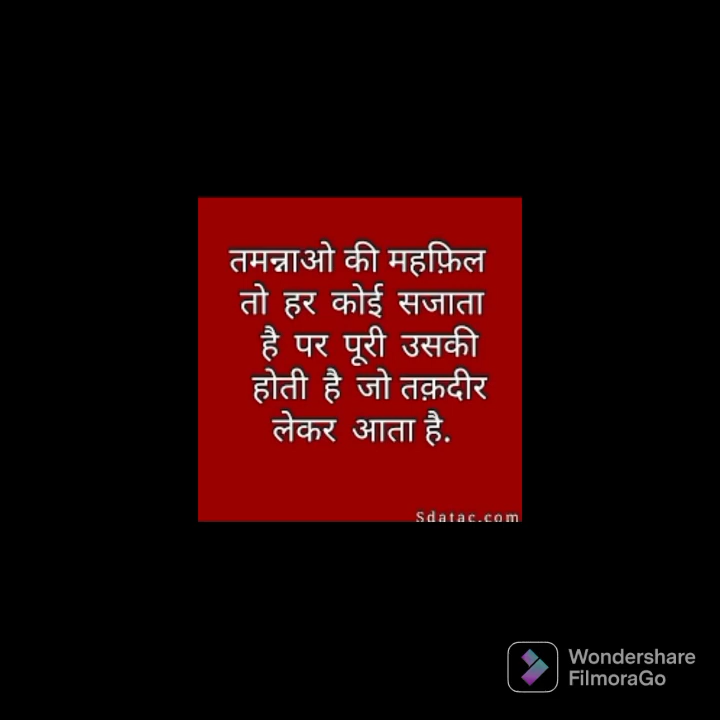 तमन्नाओ की महफ़िल
तो हर कोई सजाता
है पर पूरी उसकी
होती है जो तक़दीर
लेकर आता है.
Sdatac.com
Wondershare
FilmoraGo